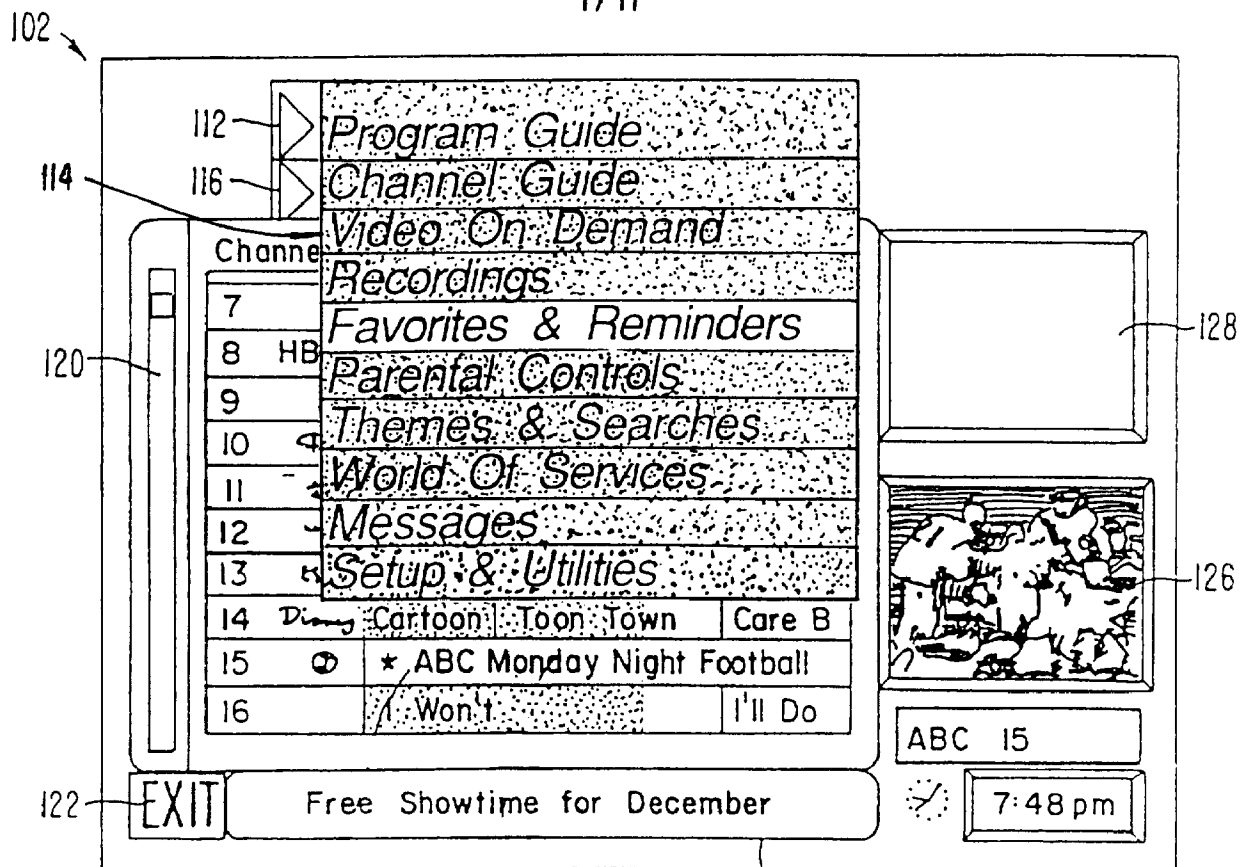 102
112
Program Guide
116
Channel Guide
114
Video On Demand
Channe
Recordings
7
Favorites & Reminders
128
8 HB
Parental Controls
120
9
Themes & Searches
10
World Of Services
11
Messages
12
Setup & Utilities
13
126
14 Disney Cartoon Toon Town Care B
15 * ABC Monday Night Football
16 I Won't I'll Do
ABC 15
122
EXIT
Free Showtime for December
7:48 pm